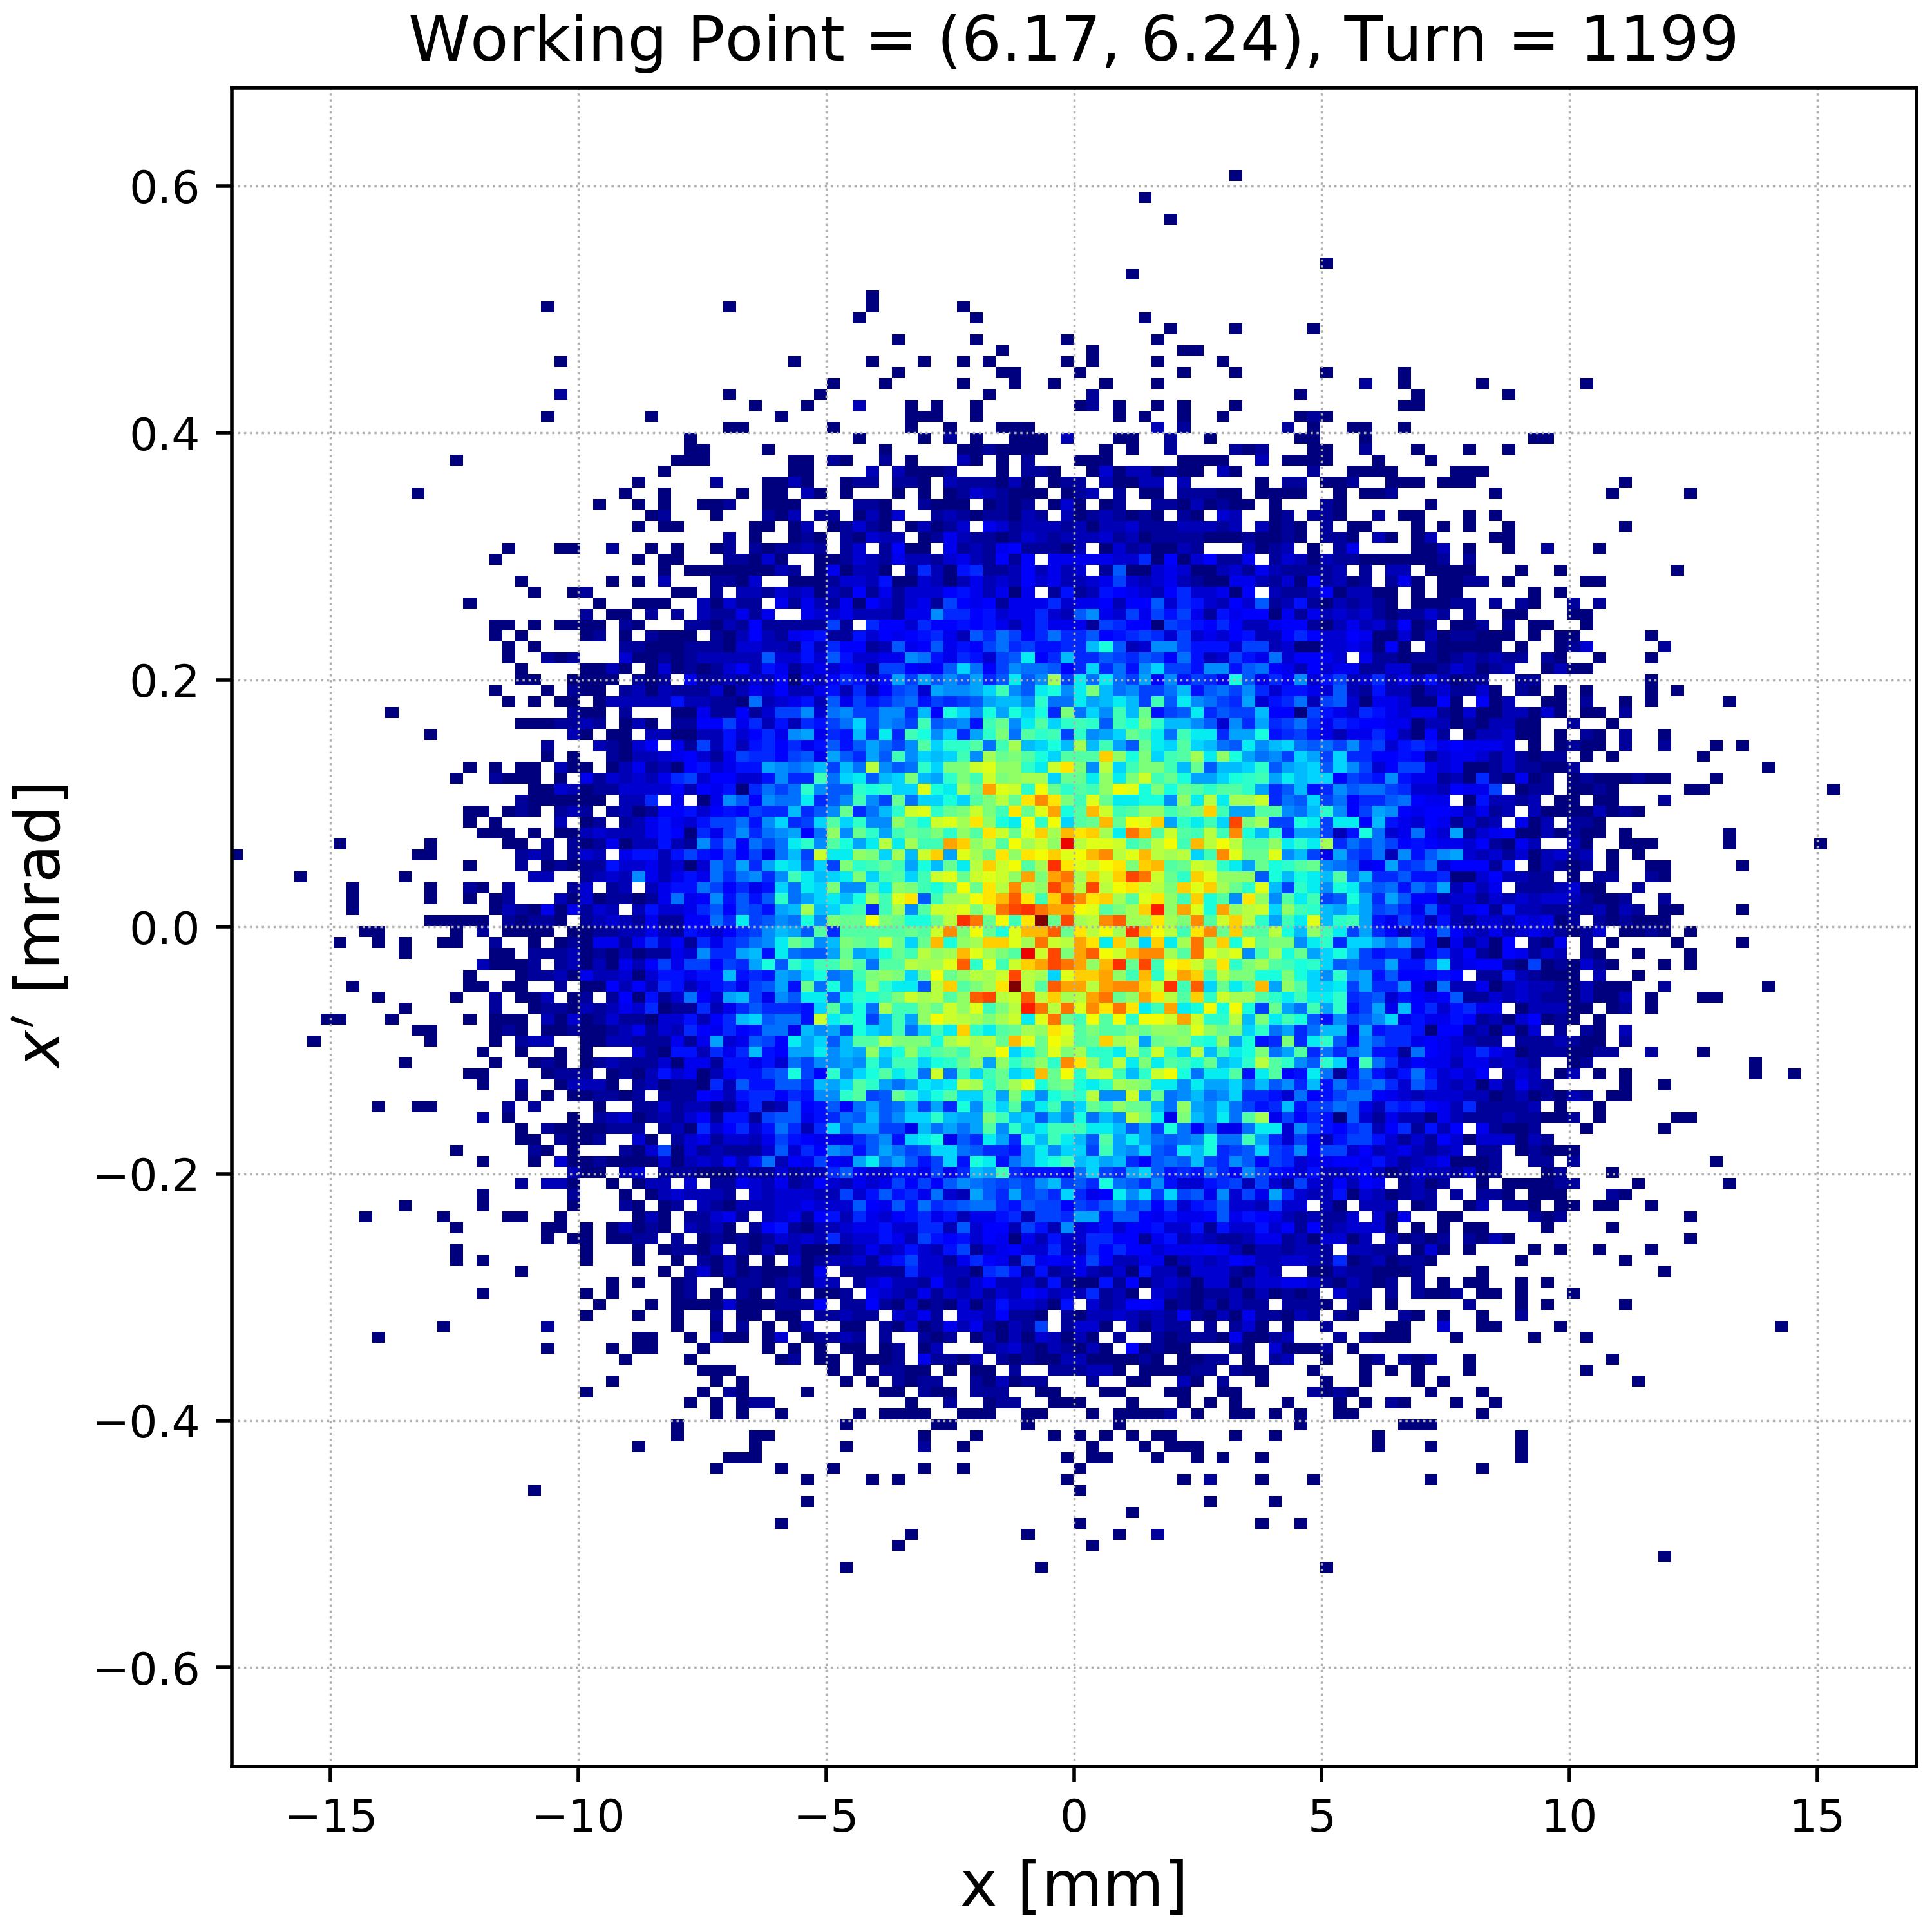 Working Point = (6.17, 6.24), Turn = 1199
x′ [mrad]
0.6
0.4
0.2
0.0
−0.2
−0.4
−0.6
−15 −10 −5 0 5 10 15
x [mm]